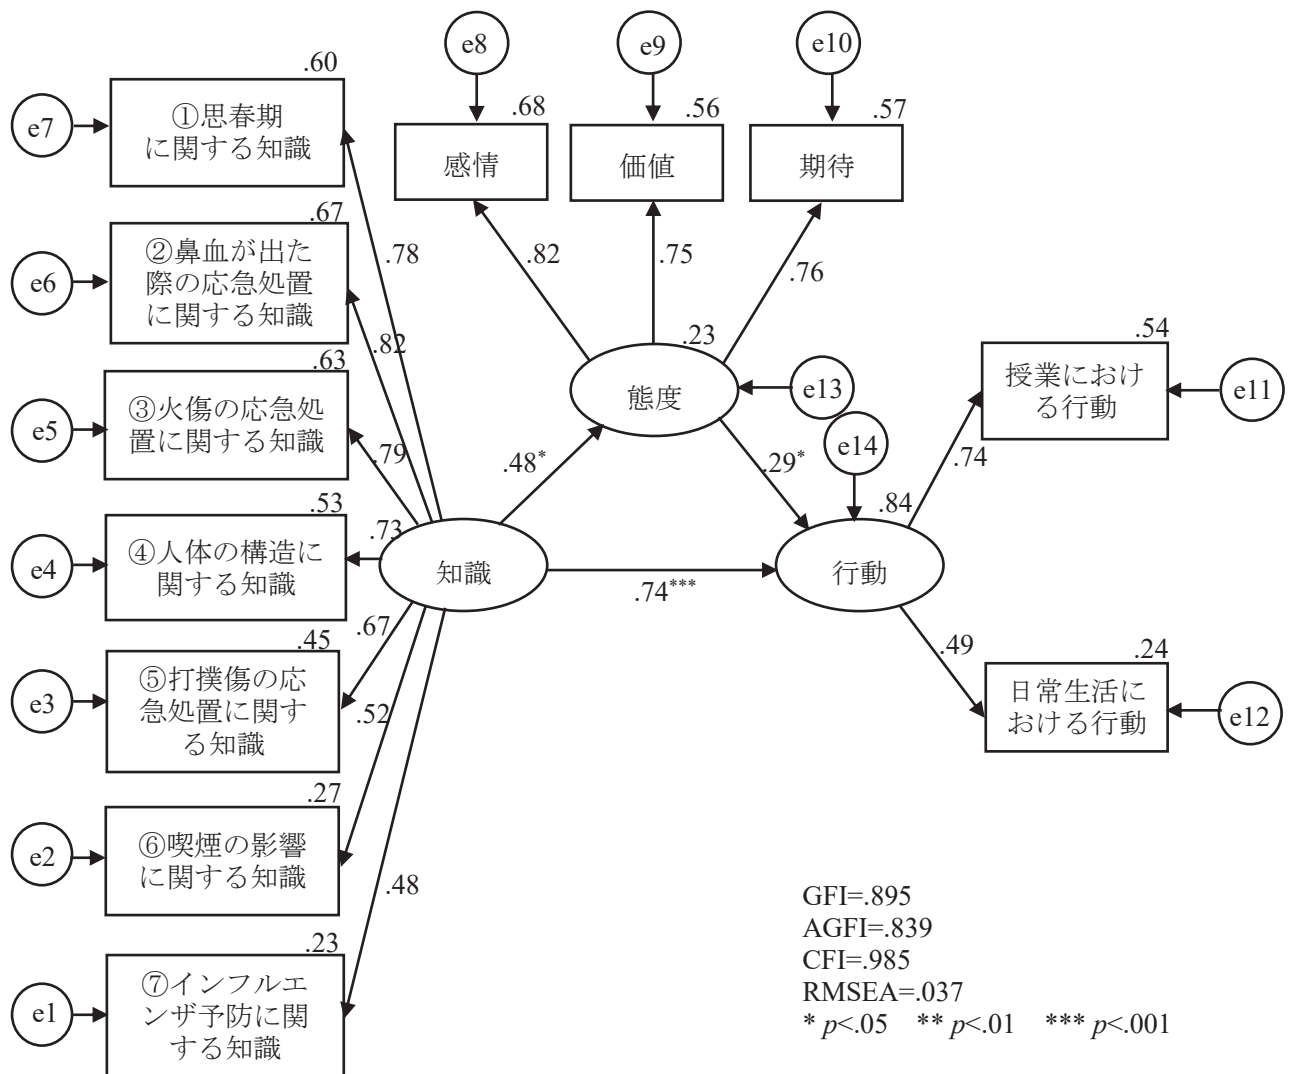 e7
.60
①思春期
に関する知識
e6
.67
②鼻血が出た
際の応急処置
に関する知識
e5
.63
③火傷の応急処
置に関する知識
e4
.53
④人体の構造に
関する知識
e3
.45
⑤打撲傷の応
急処置に関す
る知識
e2
.27
⑥喫煙の影響
に関する知識
e1
.23
⑦インフルエ
ンザ予防に関
する知識
.78
.82
.79
.73
.67
.52
.48
知識
e8
.68
感情
e9
.56
価値
e10
.57
期待
.82
.75
.76
.23
態度
e13
e14
.48*
.29*
.74***
.84
行動
.74
.49
.54
授業におけ
る行動
e11
.24
日常生活に
おける行動
e12
GFI=.895
AGFI=.839
CFI=.985
RMSEA=.037
* p<.05 ** p<.01 *** p<.001